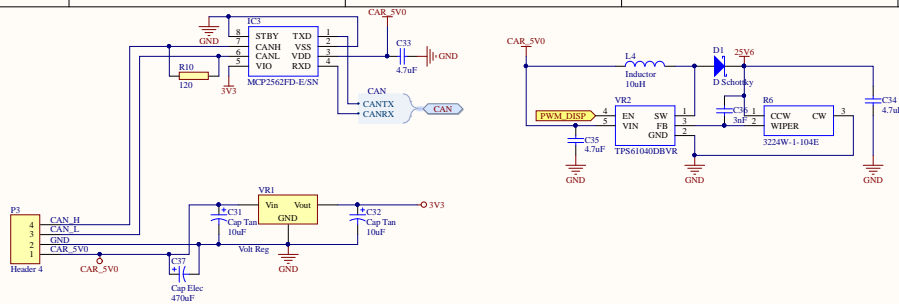 IC3
CAR_5V0
GND
8 STBY TXD 1
7 CANH VSS 2
6 CANL VDD 3
5 VIO RXD 4
MCP2562FD-E/SN
R10
120
3V3
C33
4.7uF
GND
CAN
CANTX
CANRX
CAN
CAR_5V0
L4
Inductor
10uH
D1
D Schottky
25V6
VR2
PWM_DISP
4 EN SW 1
5 VIN FB 3
GND 2
TPS61040DBVR
C36
3nF
R6
1 CCW CW 3
2 WIPER
3224W-1-104E
C34
4.7uF
C35
4.7uF
GND
GND
GND
VR1
Vin Vout
GND
3V3
C31
Cap Tan
10uF
C32
Cap Tan
10uF
Volt Reg
GND
P3
4 CAN_H
3 CAN_L
2 GND
1 CAR_5V0
Header 4
CAR_5V0
C37
Cap Elec
470uF